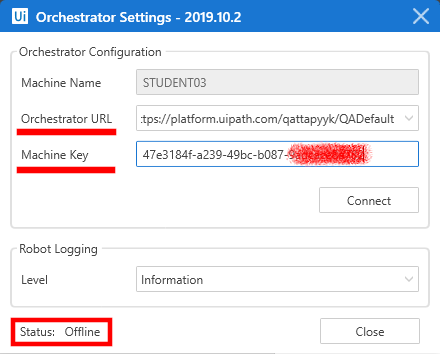 Ui Orchestrator Settings - 2019.10.2
Orchestrator Configuration
Machine Name STUDENT03
Orchestrator URL :tps://platform.uipath.com/qattapyyk/QADefault
Machine Key 47e3184f-a239-49bc-b087-
Connect
Robot Logging
Level Information
Status: Offline Close